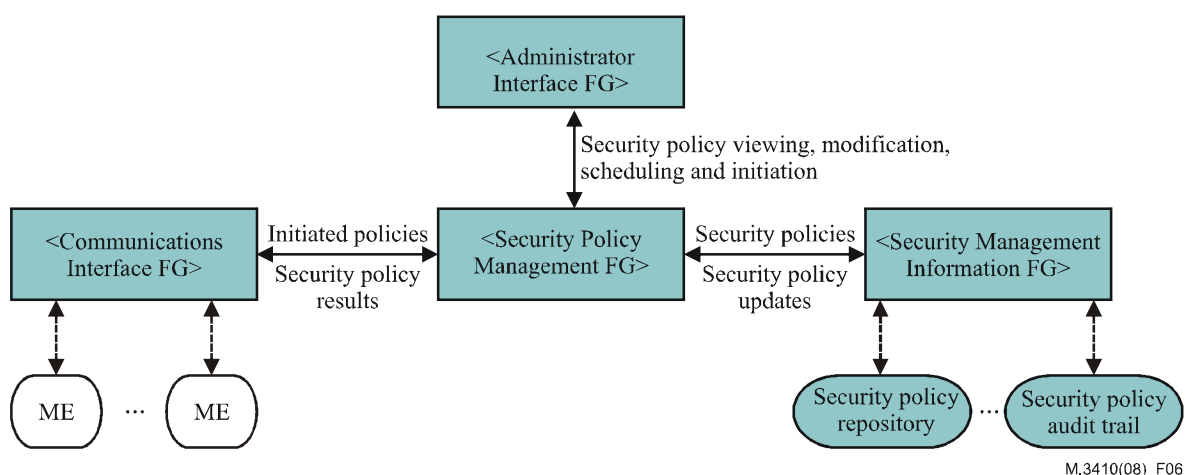 <Administrator
Interface FG>
Security policy viewing, modification,
scheduling and initiation
<Communications
Interface FG>
Initiated policies
Security policy
results
<Security Policy
Management FG>
Security policies
Security policy
updates
<Security Management
Information FG>
ME
...
ME
Security policy
repository
...
Security policy
audit trail
M.3410(08)_F06